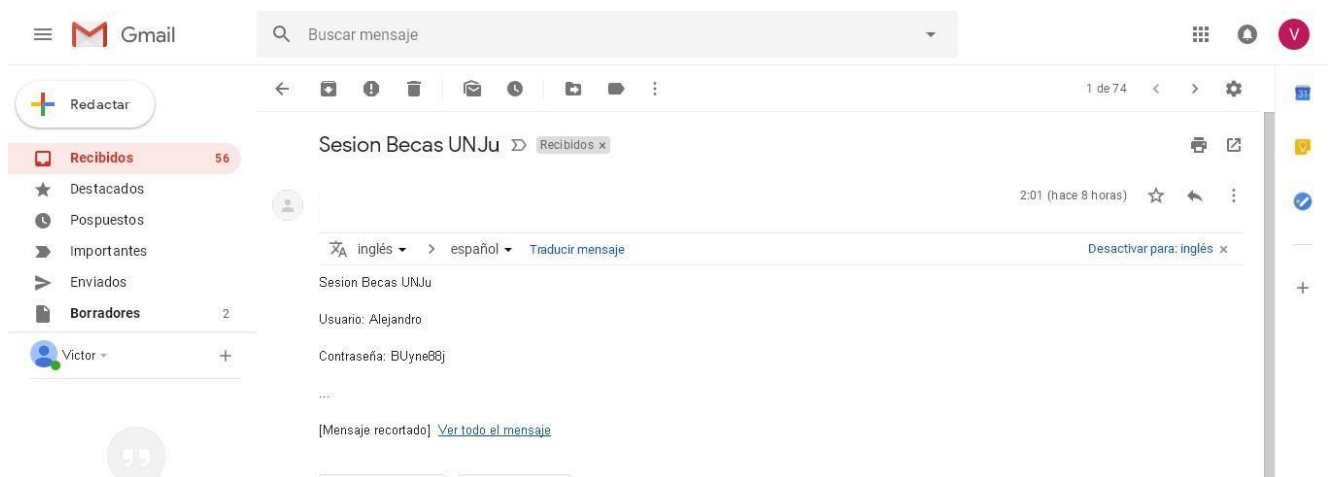 Gmail
Buscar mensaje
V
Redactar
1 de 74
31
Recibidos 56
Sesion Becas UNJu Recibidos x
Destacados
Pospuestos
2:01 (hace 8 horas)
Importantes
inglés > español Traducir mensaje
Desactivar para: inglés x
Enviados
Sesion Becas UNJu
Borradores 2
Usuario: Alejandro
Victor +
Contraseña: BUyne88j
...
[Mensaje recortado] Ver todo el mensaje